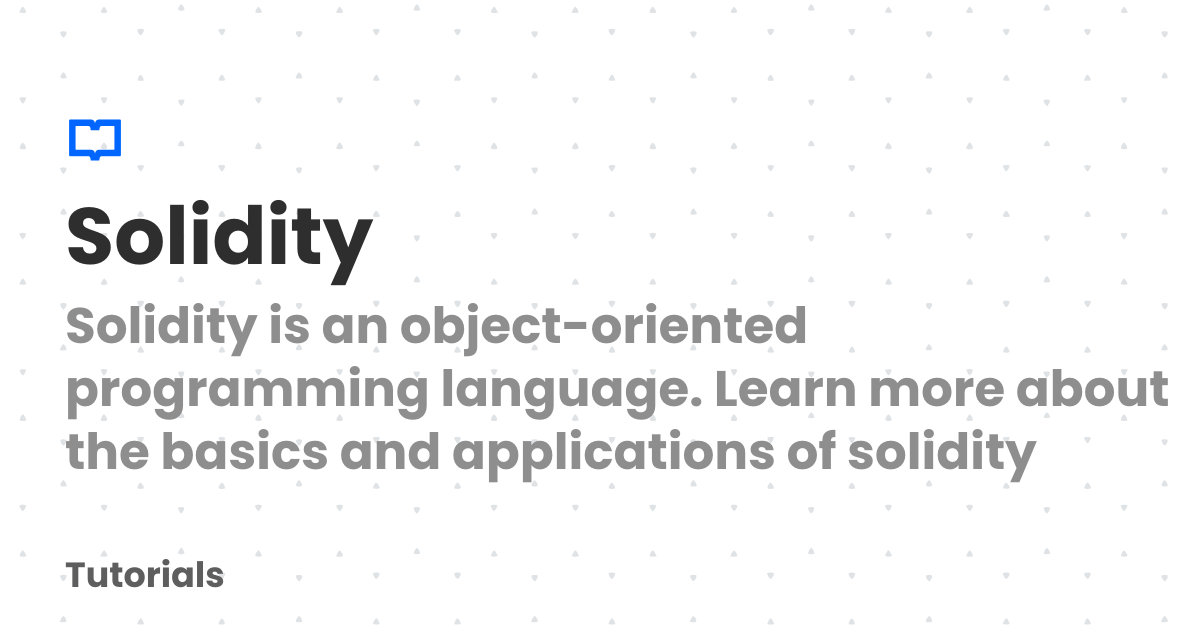 Solidity
Solidity is an object-oriented
programming language. Learn more about
the basics and applications of solidity
Tutorials